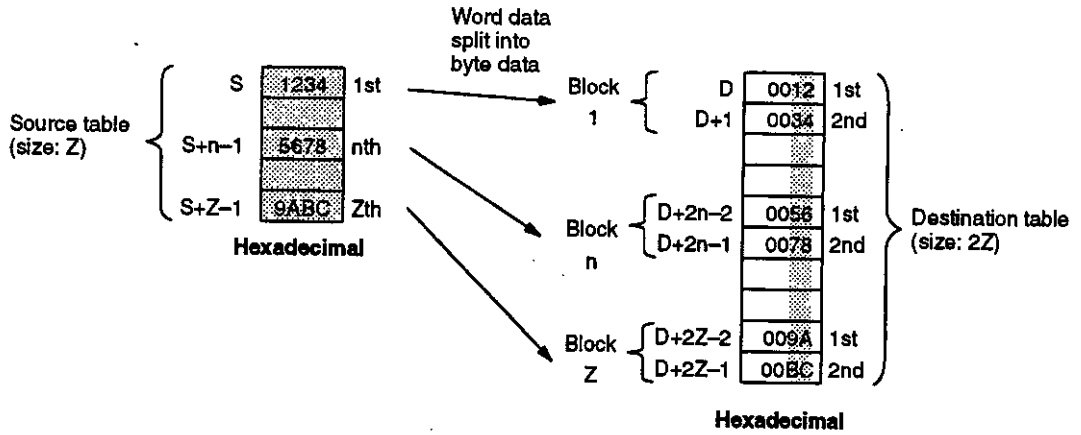 Word data
split into
byte data
Source table
(size: Z)
S 1234 1st
S+n–1 5678 nth
S+Z–1 9ABC Zth
Hexadecimal
Block
1
D 0012 1st
D+1 0034 2nd
Block
n
D+2n–2 0056 1st
D+2n–1 0078 2nd
Block
Z
D+2Z–2 009A 1st
D+2Z–1 00BC 2nd
Destination table
(size: 2Z)
Hexadecimal